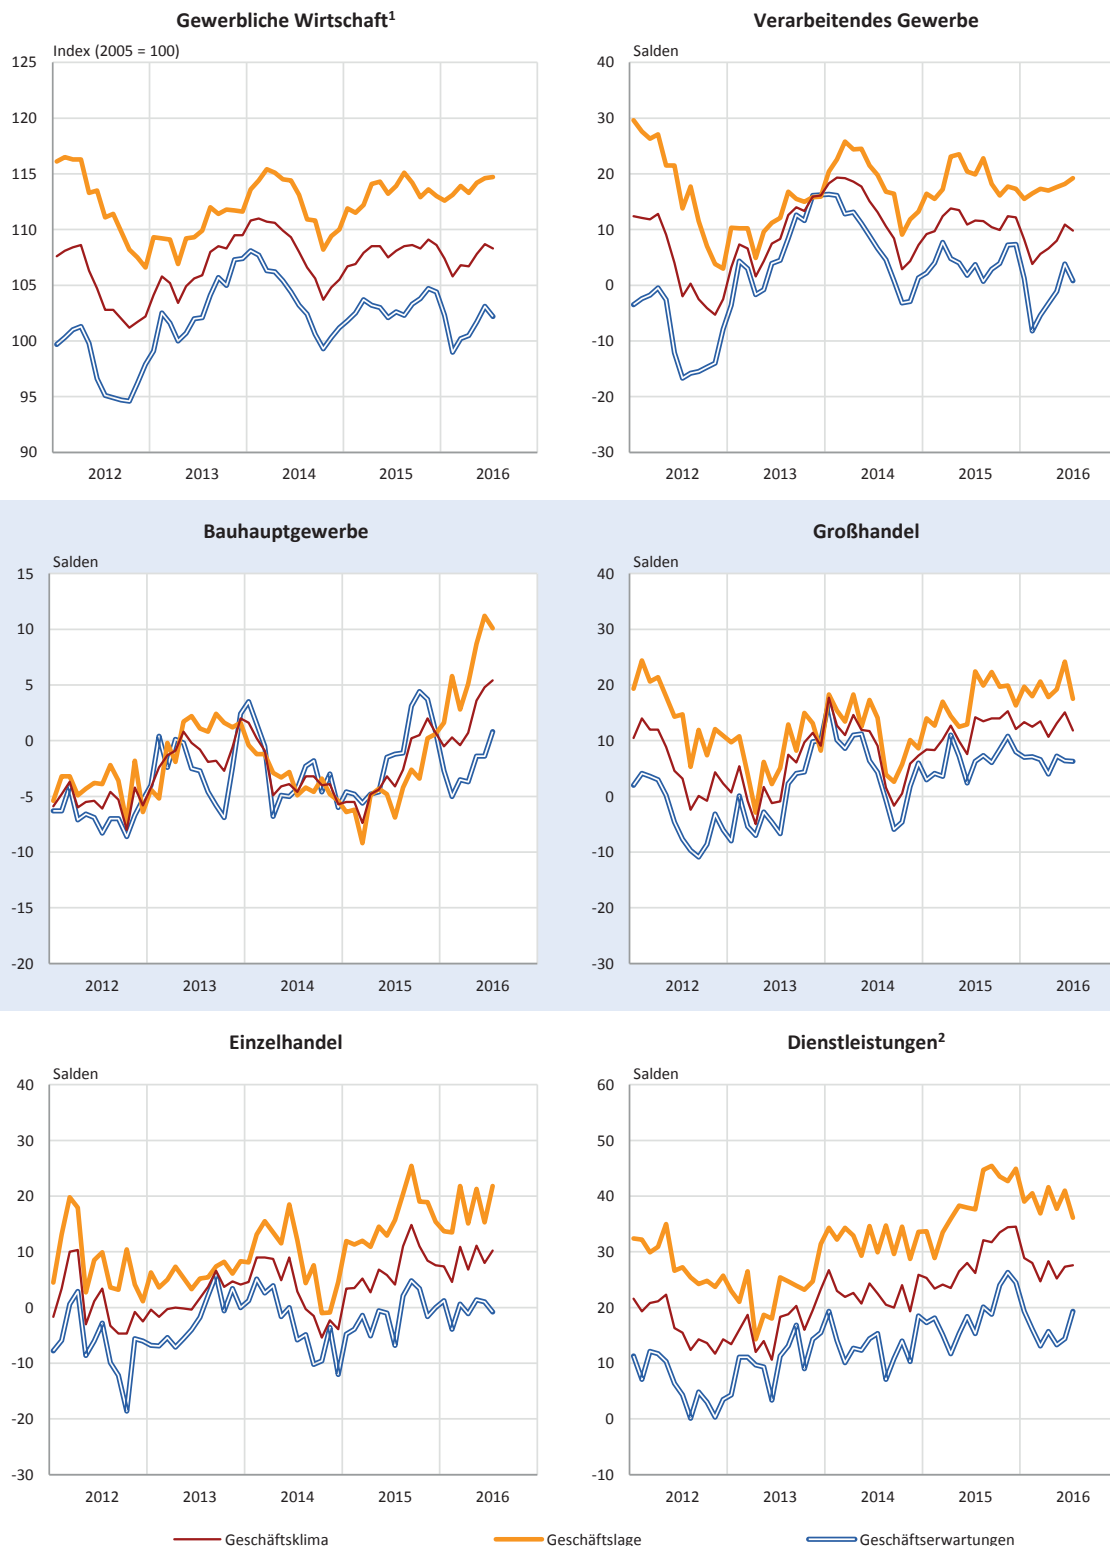 Gewerbliche Wirtschaft¹
Index (2005 = 100)
125
120
115
110
105
100
95
90
2012 2013 2014 2015 2016
Verarbeitendes Gewerbe
Salden
40
30
20
10
0
-10
-20
-30
2012 2013 2014 2015 2016
Bauhauptgewerbe
Salden
15
10
5
0
-5
-10
-15
-20
2012 2013 2014 2015 2016
Großhandel
Salden
40
30
20
10
0
-10
-20
-30
2012 2013 2014 2015 2016
Einzelhandel
Salden
40
30
20
10
0
-10
-20
-30
2012 2013 2014 2015 2016
Dienstleistungen²
Salden
60
50
40
30
20
10
0
-10
2012 2013 2014 2015 2016
Geschäftsklima Geschäftslage Geschäftserwartungen